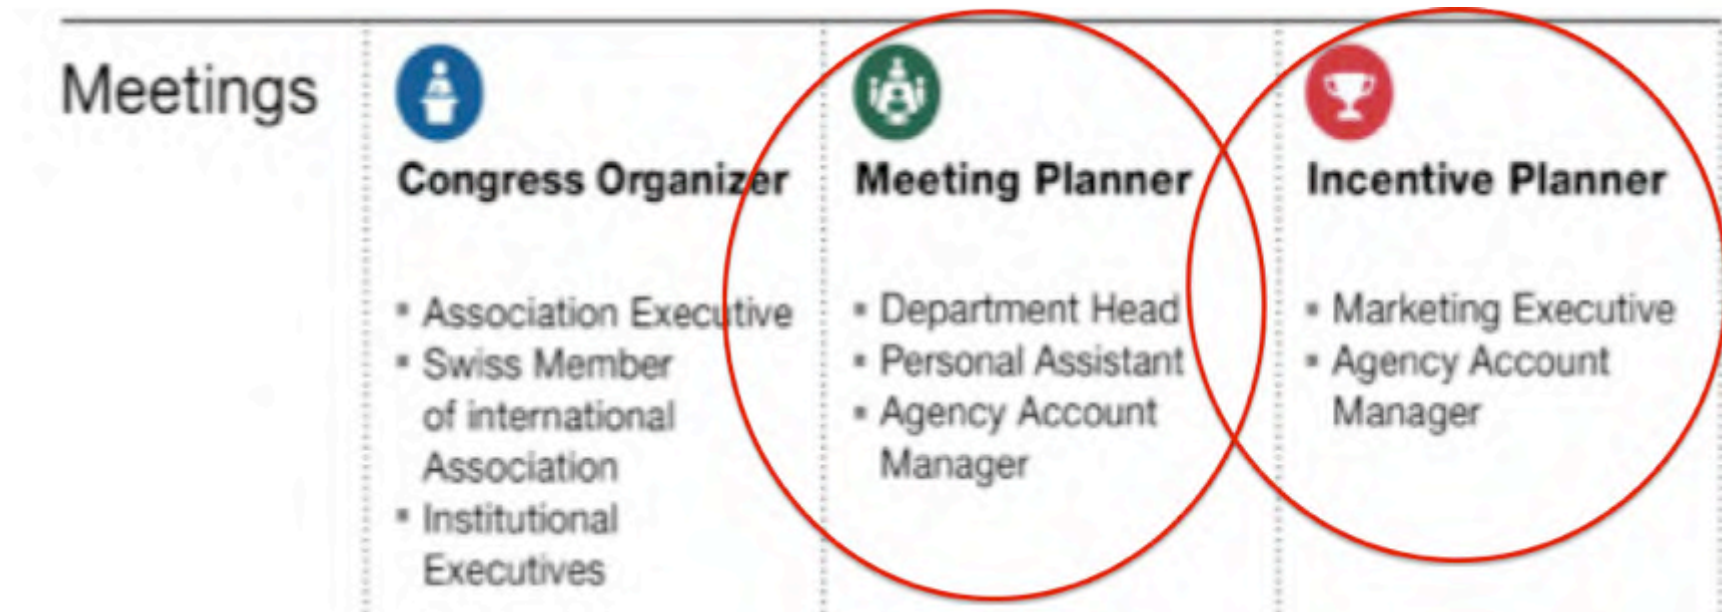 Meetings
Congress Organizer
▪ Association Executive
▪ Swiss Member
of international
Association
▪ Institutional
Executives
Meeting Planner
▪ Department Head
▪ Personal Assistant
▪ Agency Account
Manager
Incentive Planner
▪ Marketing Executive
▪ Agency Account
Manager